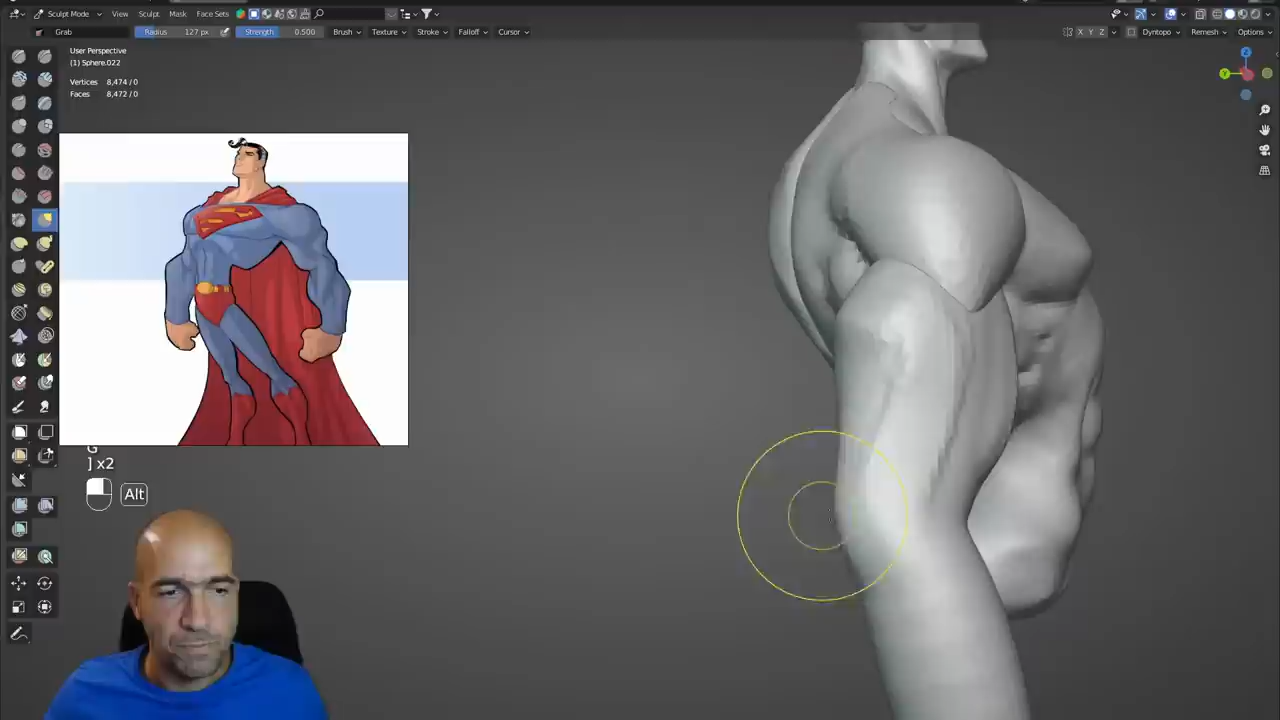 Sculpt Mode View Sculpt Mask Face Sets
Grab Radius 127 px Strength 0.500 Brush Texture Stroke Falloff Cursor X Y Z Dyntopo Remesh Options
User Perspective
(1) Sphere.022
Vertices 8,474 / 0
Faces 8,472 / 0
Z
Y
G
] x2
Alt